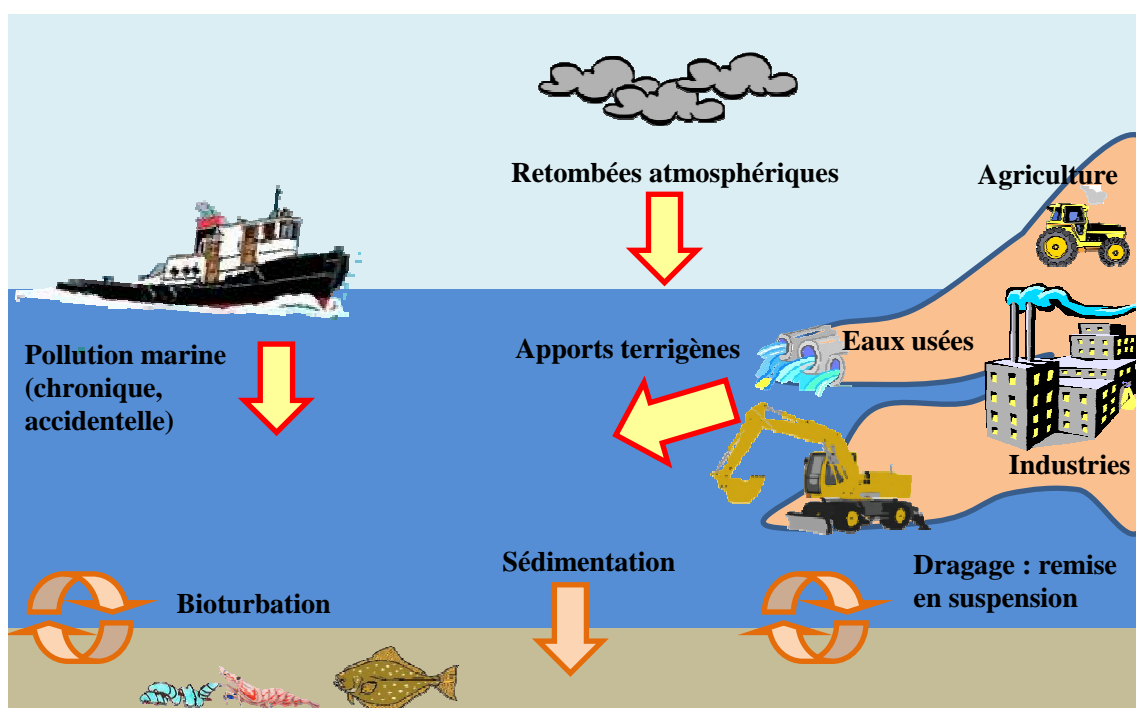 Retombées atmosphériques
Agriculture
Pollution marine
(chronique,
accidentelle)
Apports terrigènes
Eaux usées
Industries
Sédimentation
Dragage : remise
en suspension
Bioturbation